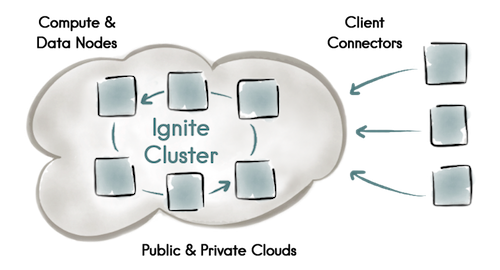 Compute &
Data Nodes
Client
Connectors
Ignite
Cluster
Public & Private Clouds